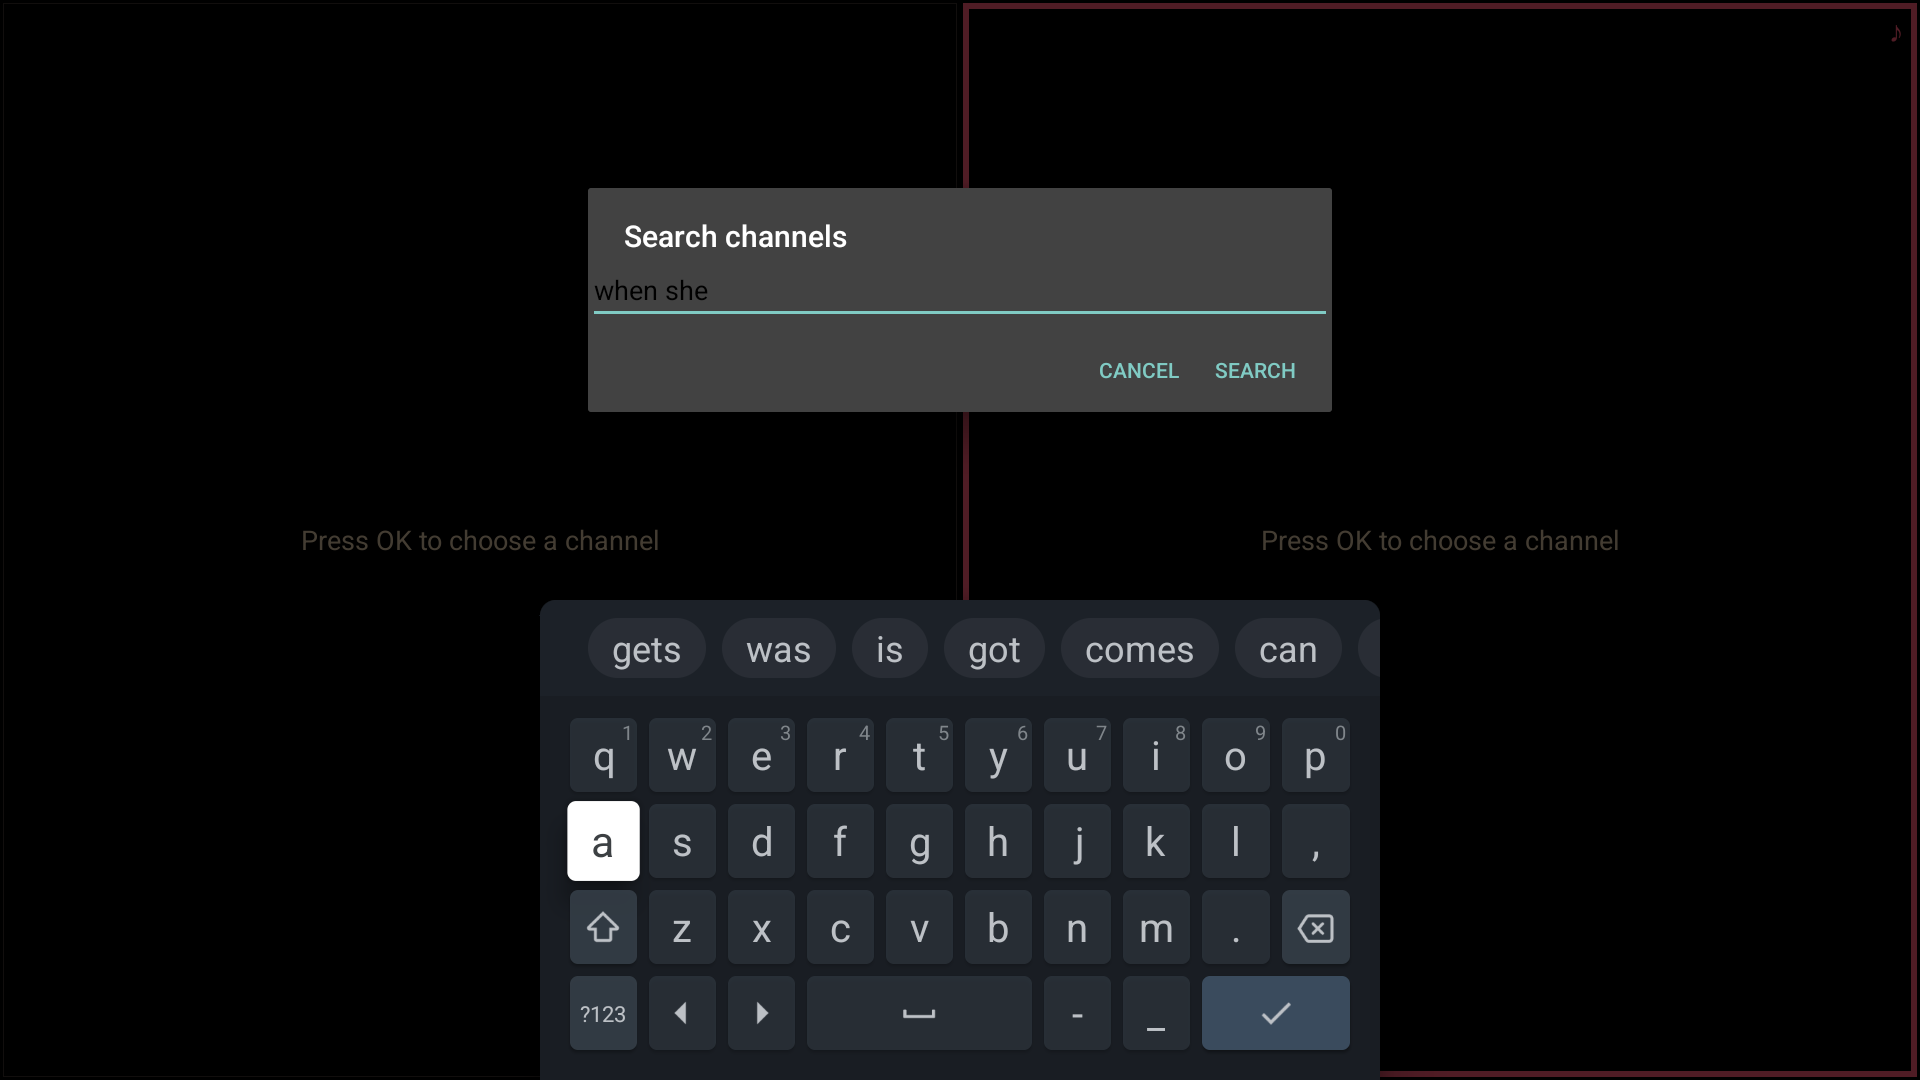 ♪
Search channels
when she
CANCEL SEARCH
Press OK to choose a channel
Press OK to choose a channel
gets was is got comes can
q 1 w 2 e 3 r 4 t 5 y 6 u 7 i 8 o 9 p 0
a s d f g h j k l ,
z x c v b n m .
?123 - _